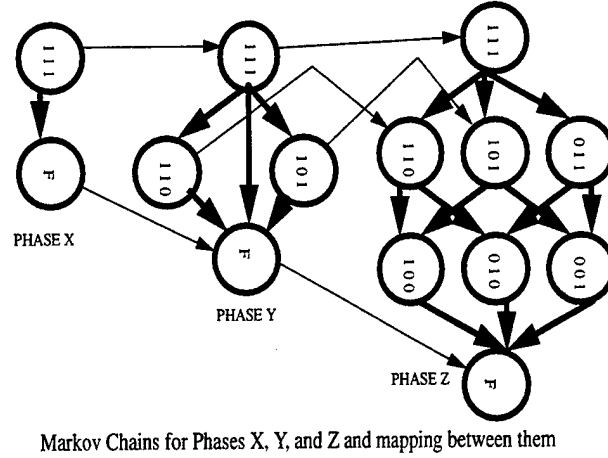 111
111
111
110
101
110
101
011
F
F
100
010
001
F
PHASE X
PHASE Y
PHASE Z
Markov Chains for Phases X, Y, and Z and mapping between them